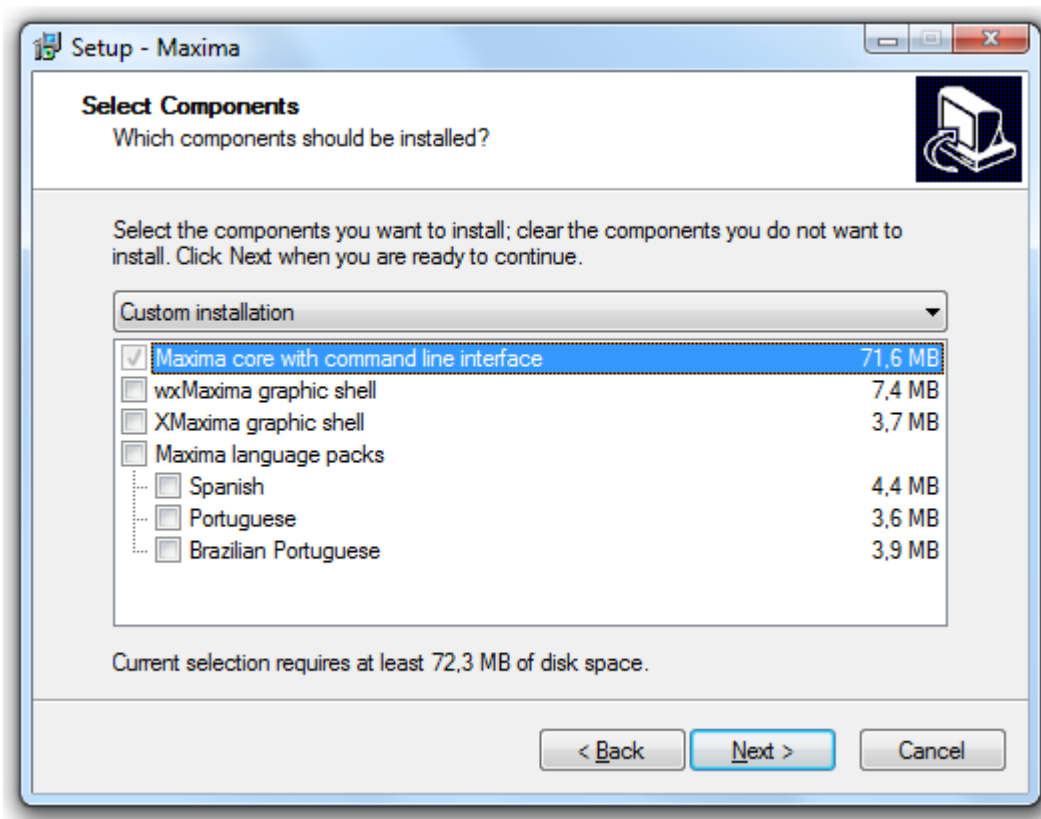 Setup - Maxima
Select Components
Which components should be installed?
Select the components you want to install; clear the components you do not want to
install. Click Next when you are ready to continue.
Custom installation
Maxima core with command line interface 71,6 MB
wxMaxima graphic shell 7,4 MB
XMaxima graphic shell 3,7 MB
Maxima language packs
Spanish 4,4 MB
Portuguese 3,6 MB
Brazilian Portuguese 3,9 MB
Current selection requires at least 72,3 MB of disk space.
< Back Next > Cancel